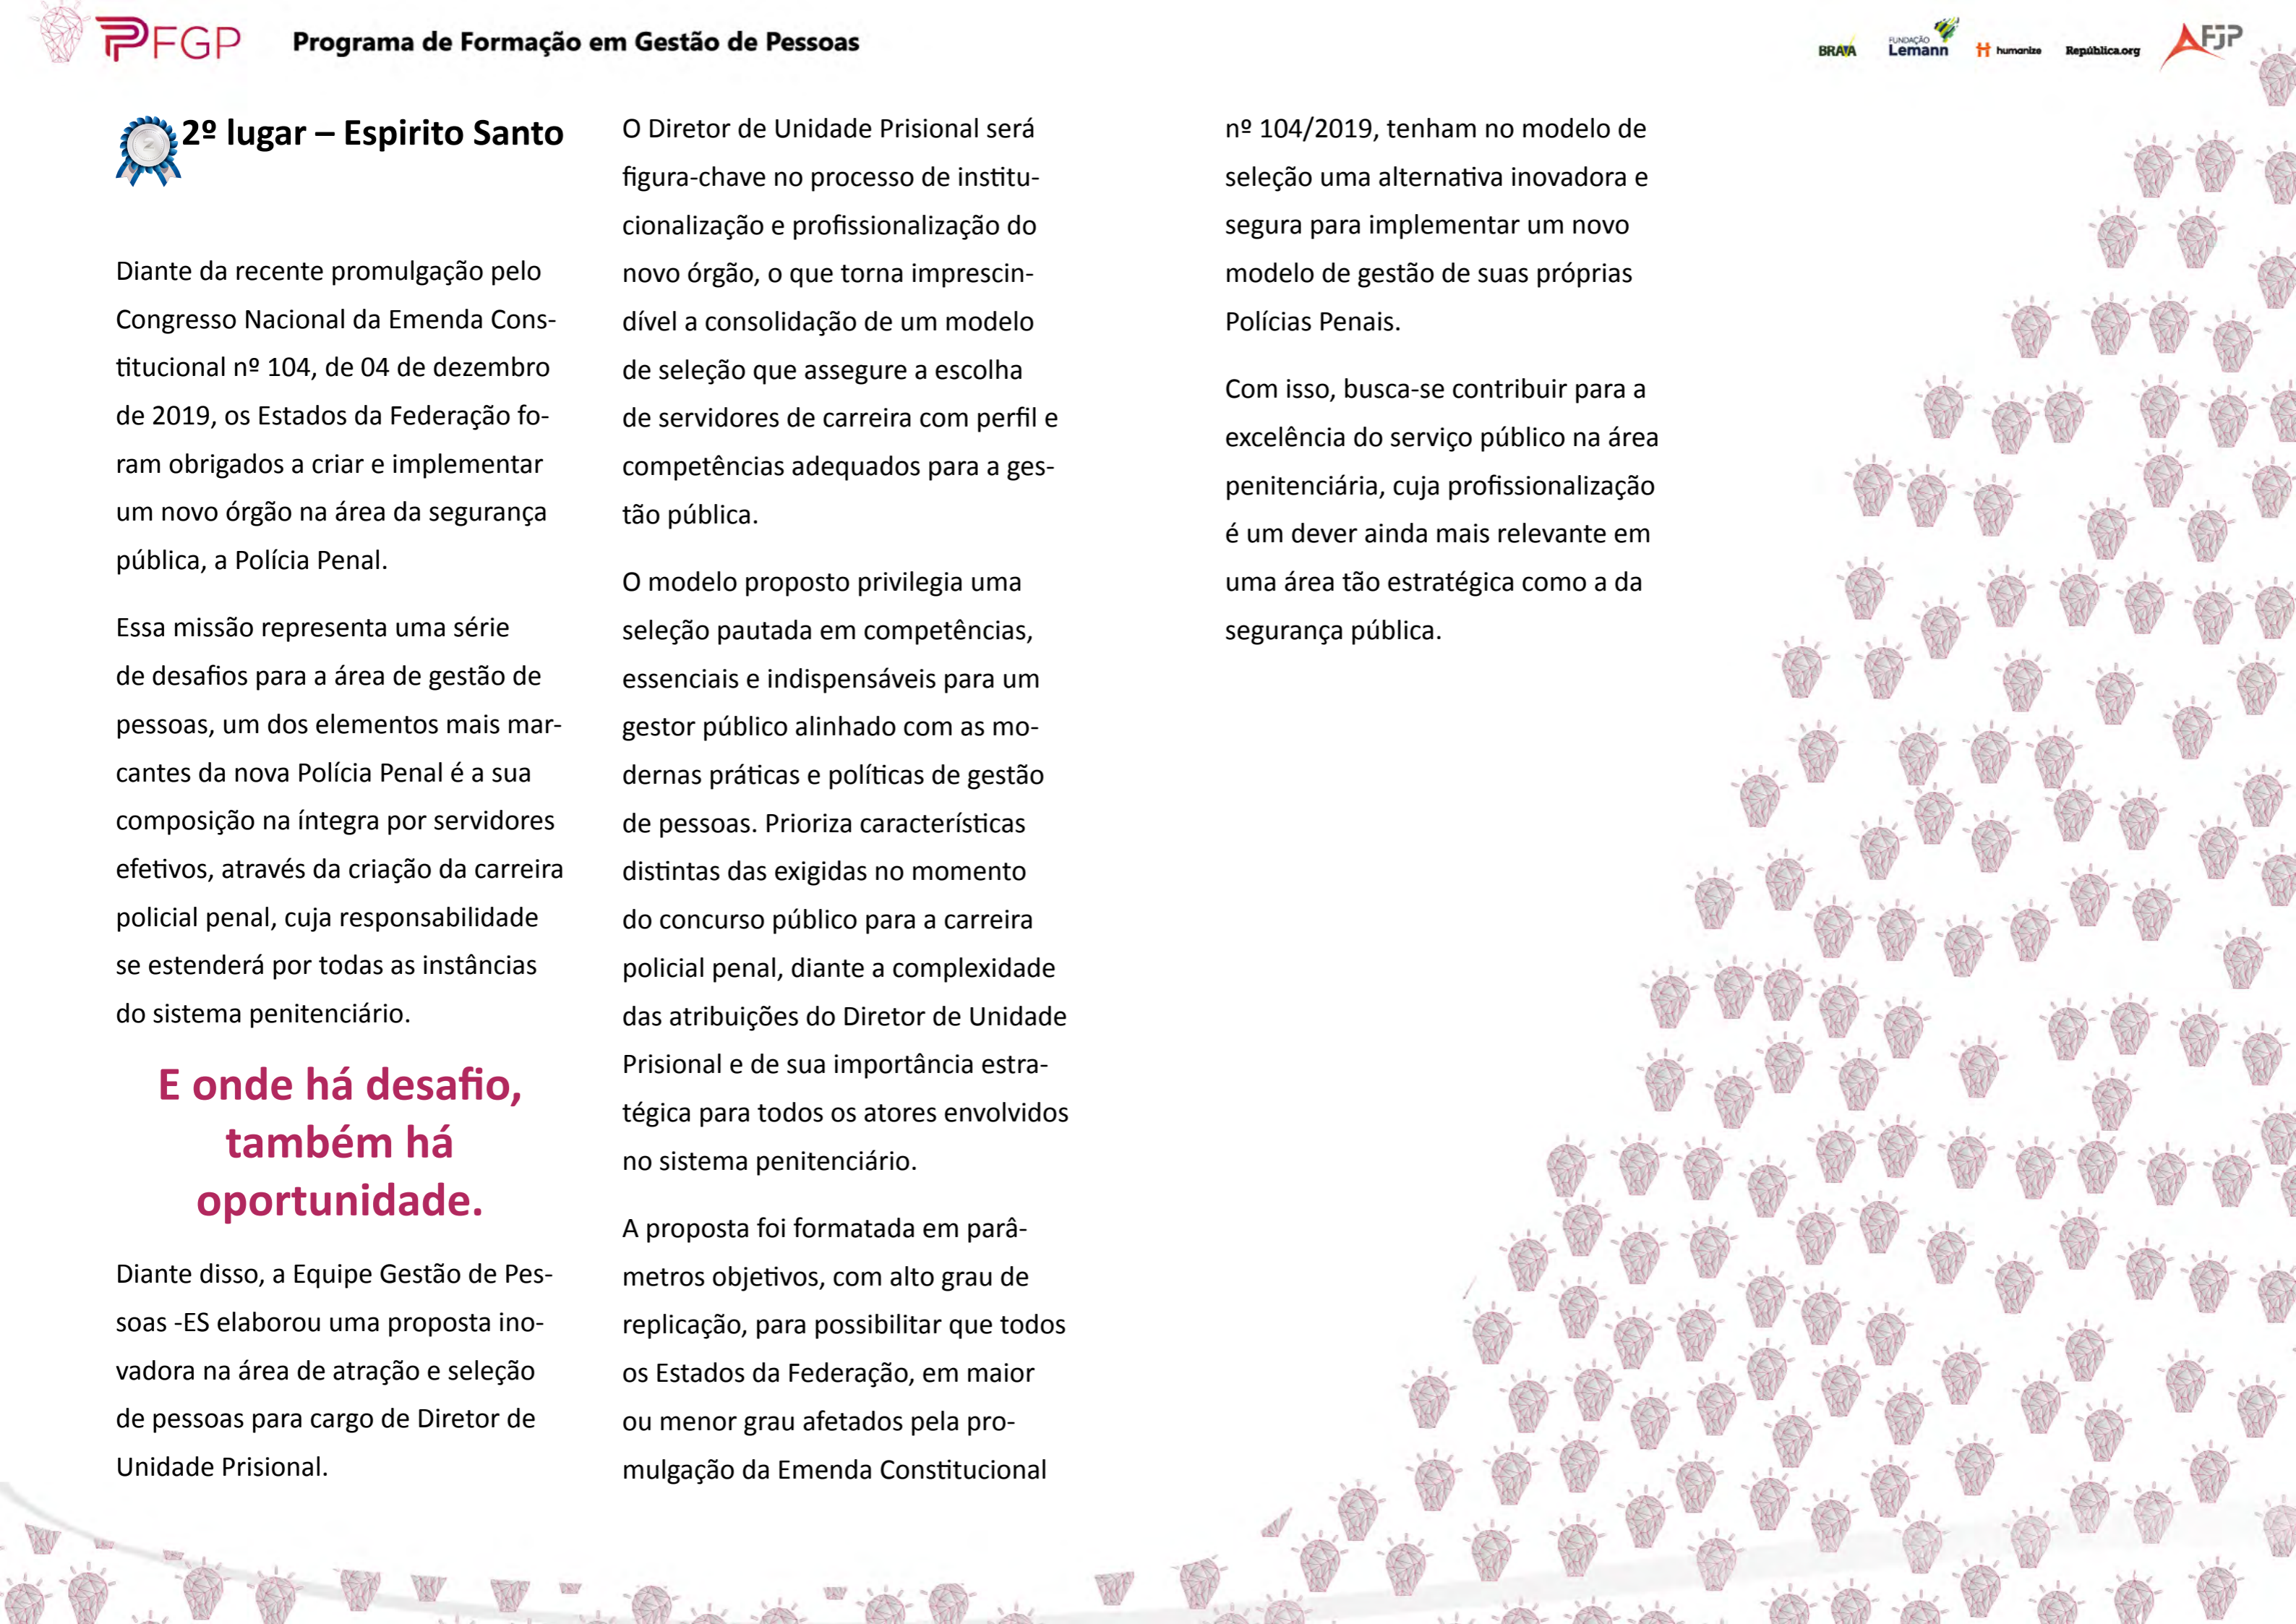 PFGP
Programa de Formação em Gestão de Pessoas
BRAVA
FUNDAÇÃO
Lemann
humanize
República.org
FJP
2º lugar – Espirito Santo
Diante da recente promulgação pelo
Congresso Nacional da Emenda Cons-
titucional nº 104, de 04 de dezembro
de 2019, os Estados da Federação fo-
ram obrigados a criar e implementar
um novo órgão na área da segurança
pública, a Polícia Penal.
Essa missão representa uma série
de desafios para a área de gestão de
pessoas, um dos elementos mais mar-
cantes da nova Polícia Penal é a sua
composição na íntegra por servidores
efetivos, através da criação da carreira
policial penal, cuja responsabilidade
se estenderá por todas as instâncias
do sistema penitenciário.
E onde há desafio,
também há
oportunidade.
Diante disso, a Equipe Gestão de Pes-
soas -ES elaborou uma proposta ino-
vadora na área de atração e seleção
de pessoas para cargo de Diretor de
Unidade Prisional.
O Diretor de Unidade Prisional será
figura-chave no processo de institu-
cionalização e profissionalização do
novo órgão, o que torna imprescin-
dível a consolidação de um modelo
de seleção que assegure a escolha
de servidores de carreira com perfil e
competências adequados para a ges-
tão pública.
O modelo proposto privilegia uma
seleção pautada em competências,
essenciais e indispensáveis para um
gestor público alinhado com as mo-
dernas práticas e políticas de gestão
de pessoas. Prioriza características
distintas das exigidas no momento
do concurso público para a carreira
policial penal, diante a complexidade
das atribuições do Diretor de Unidade
Prisional e de sua importância estra-
tégica para todos os atores envolvidos
no sistema penitenciário.
A proposta foi formatada em parâ-
metros objetivos, com alto grau de
replicação, para possibilitar que todos
os Estados da Federação, em maior
ou menor grau afetados pela pro-
mulgação da Emenda Constitucional
nº 104/2019, tenham no modelo de
seleção uma alternativa inovadora e
segura para implementar um novo
modelo de gestão de suas próprias
Polícias Penais.
Com isso, busca-se contribuir para a
excelência do serviço público na área
penitenciária, cuja profissionalização
é um dever ainda mais relevante em
uma área tão estratégica como a da
segurança pública.